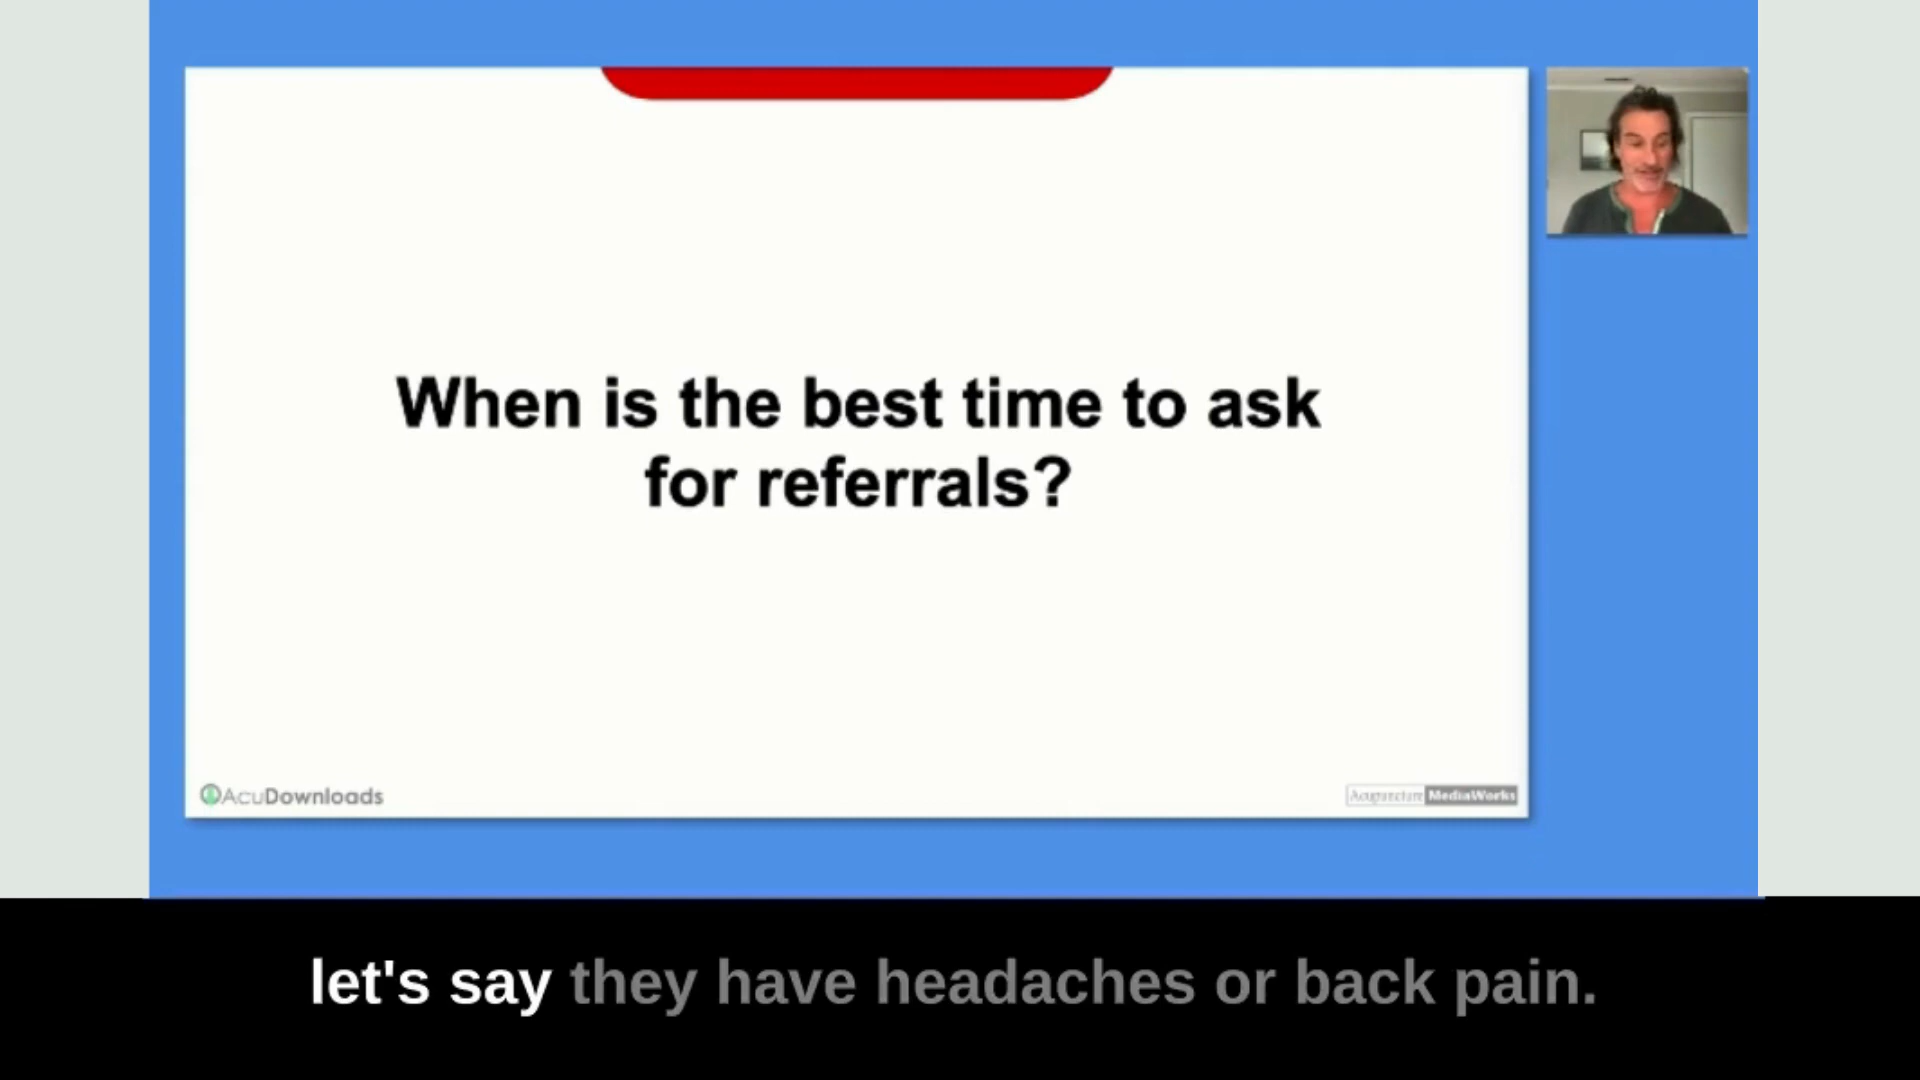 When is the best time to ask
for referrals?
AcuDownloads
Acupuncture MediaWorks
let's say they have headaches or back pain.